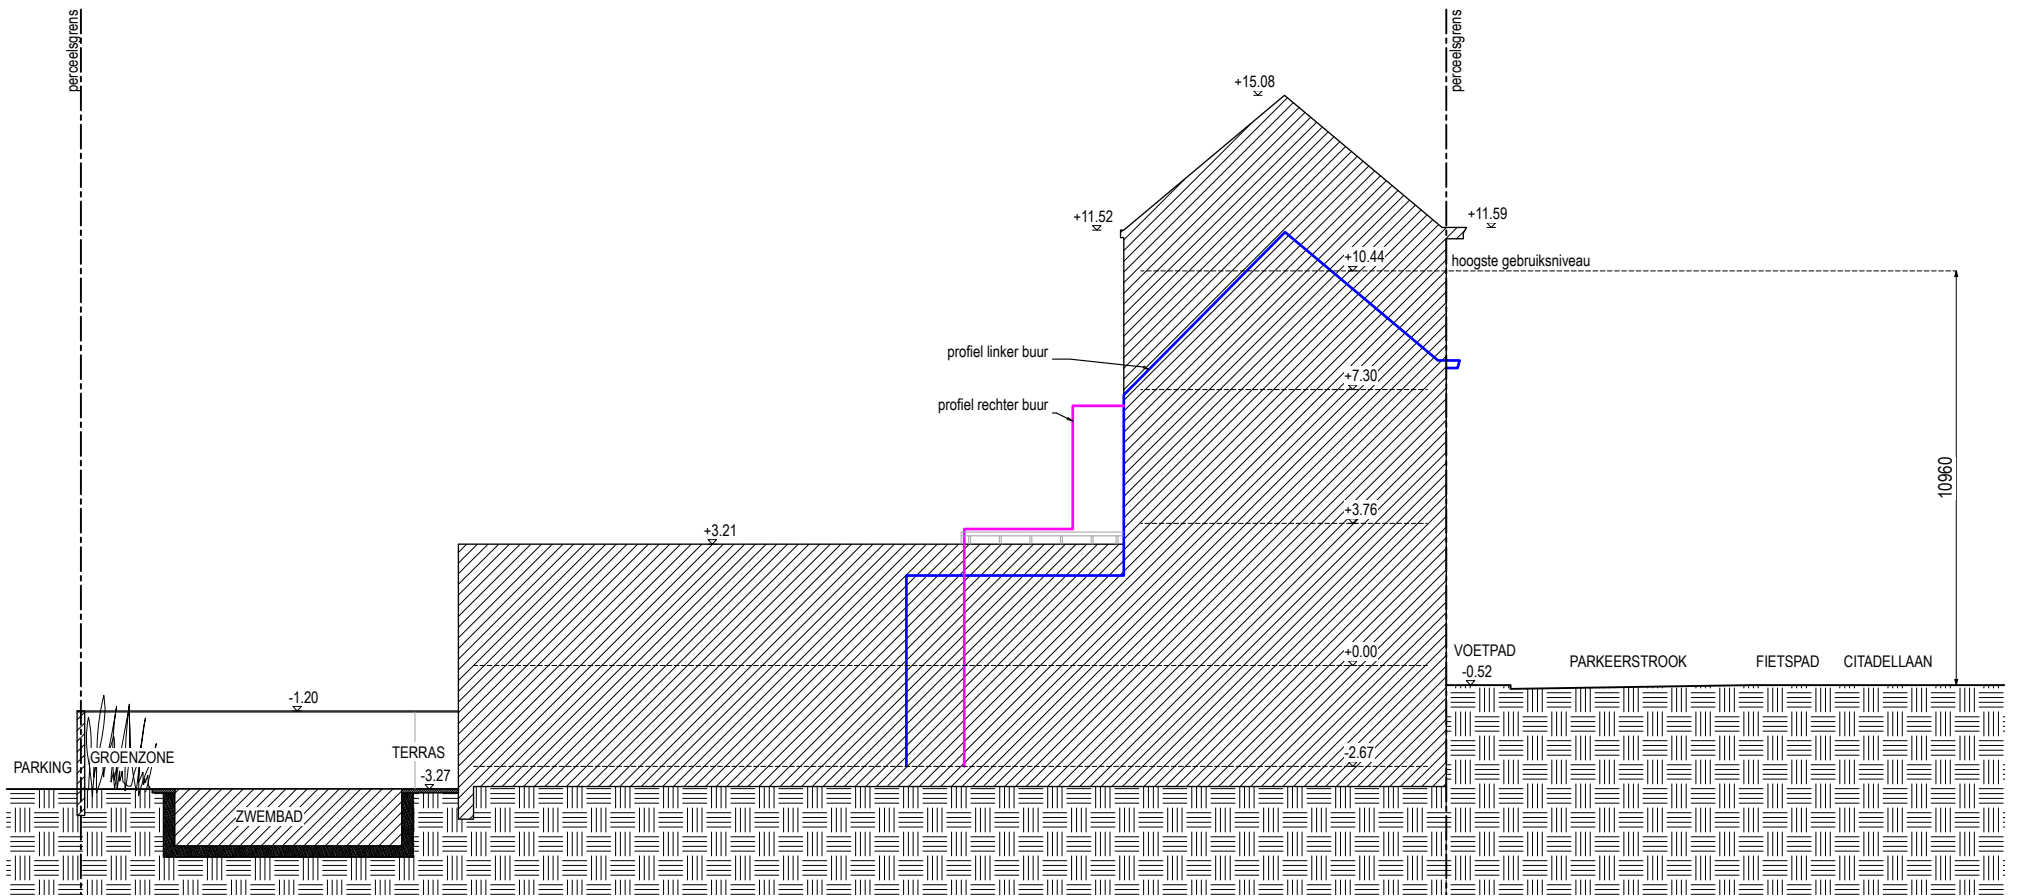 perceelsgrens
perceelsgrens
+15.08
+11.52
+11.59
+10.44
hoogste gebruiksniveau
profiel linker buur
+7.30
profiel rechter buur
10960
+3.76
+3.21
+0.00
VOETPAD
-0.52
PARKEERSTROOK
FIETSPAD
CITADELLAAN
-1.20
PARKING
GROENZONE
TERRAS
-3.27
-2.67
ZWEMBAD